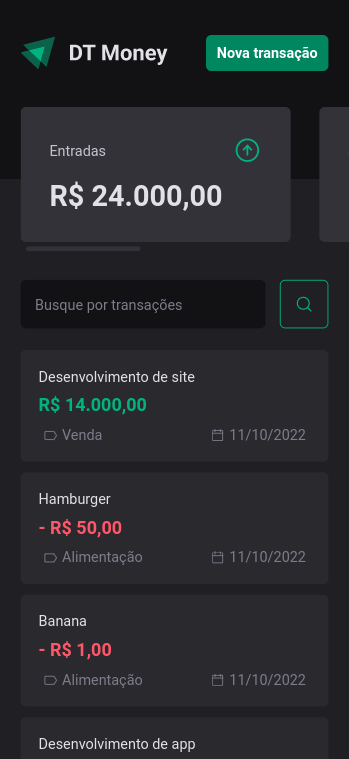 DT Money
Nova transação
Entradas
R$ 24.000,00
Busque por transações
Desenvolvimento de site
R$ 14.000,00
Venda
11/10/2022
Hamburger
- R$ 50,00
Alimentação
11/10/2022
Banana
- R$ 1,00
Alimentação
11/10/2022
Desenvolvimento de app